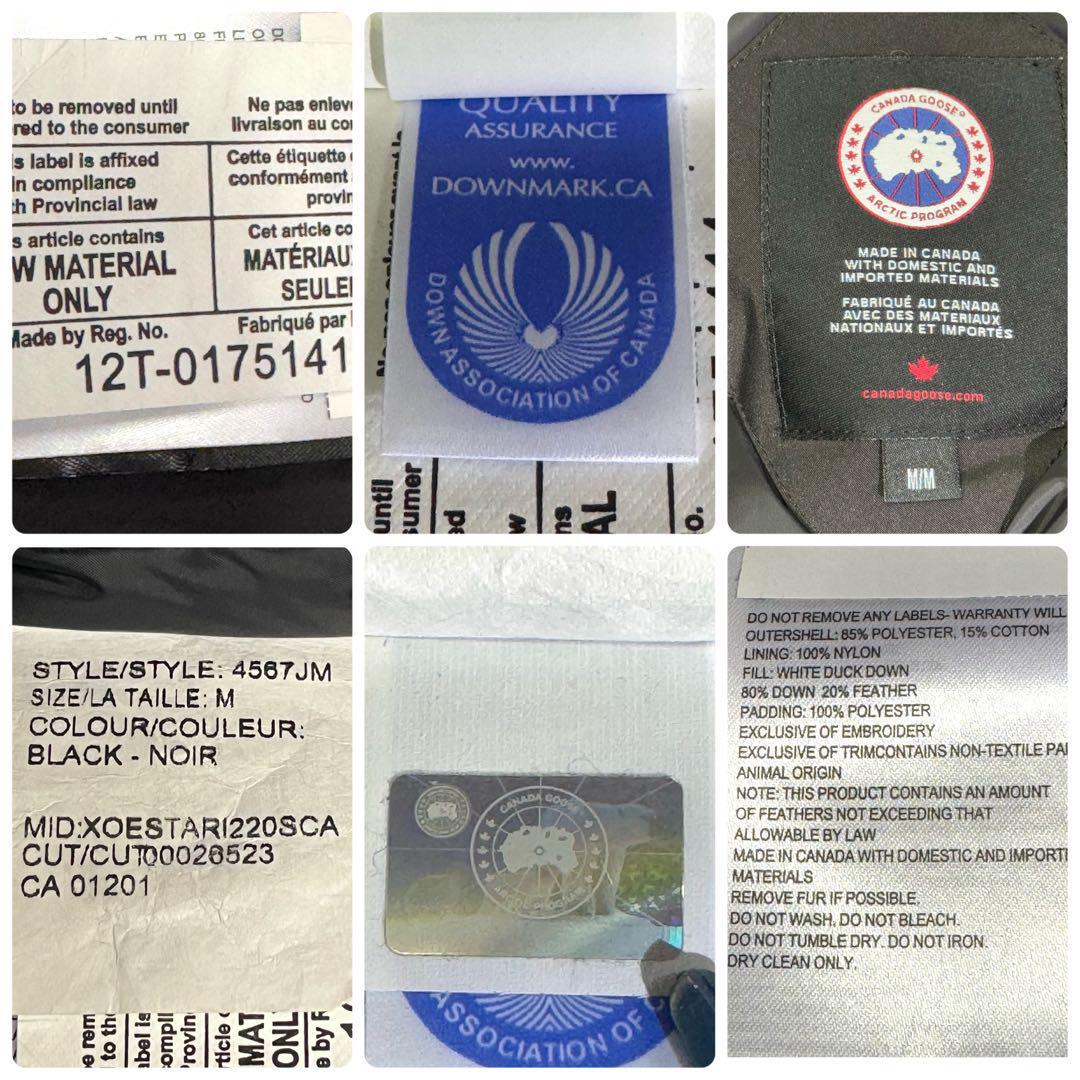 to be removed until
red to the consumer
Ne pas enlev
livraison au co
s label is affixed
in compliance
h Provincial law
Cette étiquette
conformément
provin
s article contains
W MATERIAL
ONLY
Cet article co
MATÉRIAU
SEULE
Made by Reg. No.
Fabriqué par
12T-0175141
QUALITY
ASSURANCE
www.
DOWNMARK.CA
DOWN ASSOCIATION OF CANADA
until
sumer
CANADA GOOSE®
ARCTIC PROGRAM
MADE IN CANADA
WITH DOMESTIC AND
IMPORTED MATERIALS
FABRIQUÉ AU CANADA
AVEC DES MATERIAUX
NATIONAUX ET IMPORTÉS
canadagoose.com
M/M
STYLE/STYLE: 4567JM
SIZE/LA TAILLE: M
COLOUR/COULEUR:
BLACK - NOIR
MID:XOESTARI220SCA
CUT/CUT00026523
CA 01201
CANADA GOOSE
ARCTIC PROGRAM
ASSOCIATION OF
DO NOT REMOVE ANY LABELS- WARRANTY WILL
OUTERSHELL: 85% POLYESTER, 15% COTTON
LINING: 100% NYLON
FILL: WHITE DUCK DOWN
80% DOWN 20% FEATHER
PADDING: 100% POLYESTER
EXCLUSIVE OF EMBROIDERY
EXCLUSIVE OF TRIMCONTAINS NON-TEXTILE PA
ANIMAL ORIGIN
NOTE: THIS PRODUCT CONTAINS AN AMOUNT
OF FEATHERS NOT EXCEEDING THAT
ALLOWABLE BY LAW
MADE IN CANADA WITH DOMESTIC AND IMPORT
MATERIALS
REMOVE FUR IF POSSIBLE.
DO NOT WASH. DO NOT BLEACH.
DO NOT TUMBLE DRY. DO NOT IRON.
DRY CLEAN ONLY.